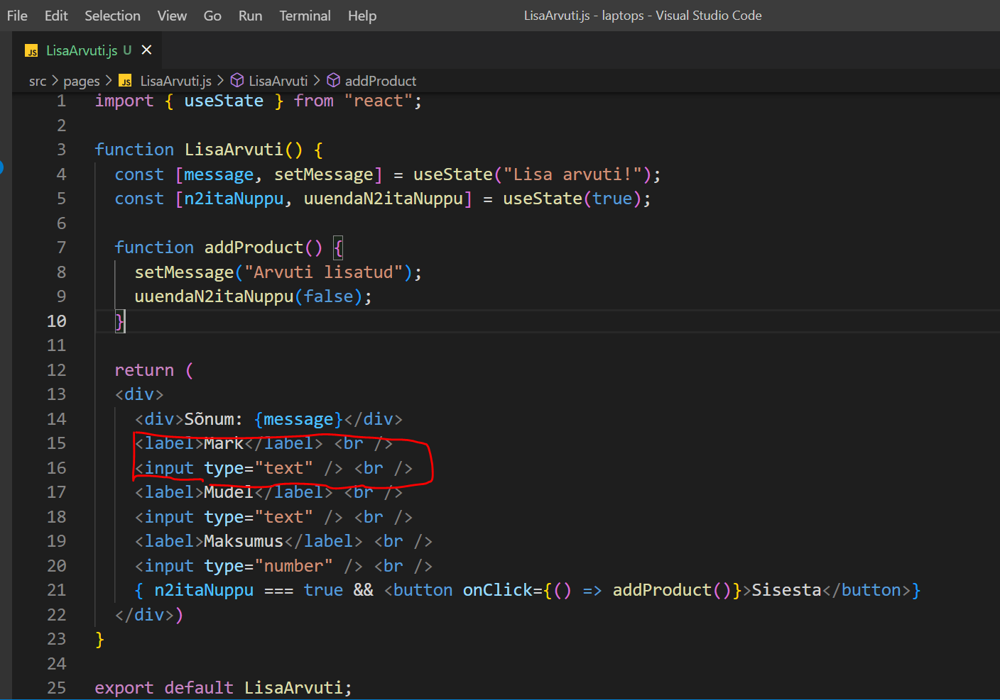 File Edit Selection View Go Run Terminal Help LisaArvuti.js - laptops - Visual Studio Code
JS LisaArvuti.js U
src > pages > JS LisaArvuti.js > LisaArvuti > addProduct
1 import { useState } from "react";
2
3 function LisaArvuti() {
4 const [message, setMessage] = useState("Lisa arvuti!");
5 const [n2itaNuppu, uuendaN2itaNuppu] = useState(true);
6
7 function addProduct() {
8 setMessage("Arvuti lisatud");
9 uuendaN2itaNuppu(false);
10 }
11
12 return (
13 <div>
14 <div>Sõnum: {message}</div>
15 <label>Mark</label> <br />
16 <input type="text" /> <br />
17 <label>Mudel</label> <br />
18 <input type="text" /> <br />
19 <label>Maksumus</label> <br />
20 <input type="number" /> <br />
21 { n2itaNuppu === true && <button onClick={() => addProduct()}>Sisesta</button>}
22 </div>)
23 }
24
25 export default LisaArvuti;